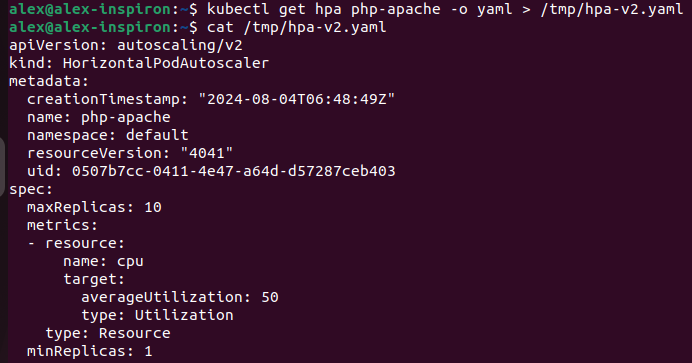 alex@alex-inspiron:~$ kubectl get hpa php-apache -o yaml > /tmp/hpa-v2.yaml
alex@alex-inspiron:~$ cat /tmp/hpa-v2.yaml
apiVersion: autoscaling/v2
kind: HorizontalPodAutoscaler
metadata:
  creationTimestamp: "2024-08-04T06:48:49Z"
  name: php-apache
  namespace: default
  resourceVersion: "4041"
  uid: 0507b7cc-0411-4e47-a64d-d57287ceb403
spec:
  maxReplicas: 10
  metrics:
  - resource:
      name: cpu
      target:
        averageUtilization: 50
        type: Utilization
    type: Resource
  minReplicas: 1